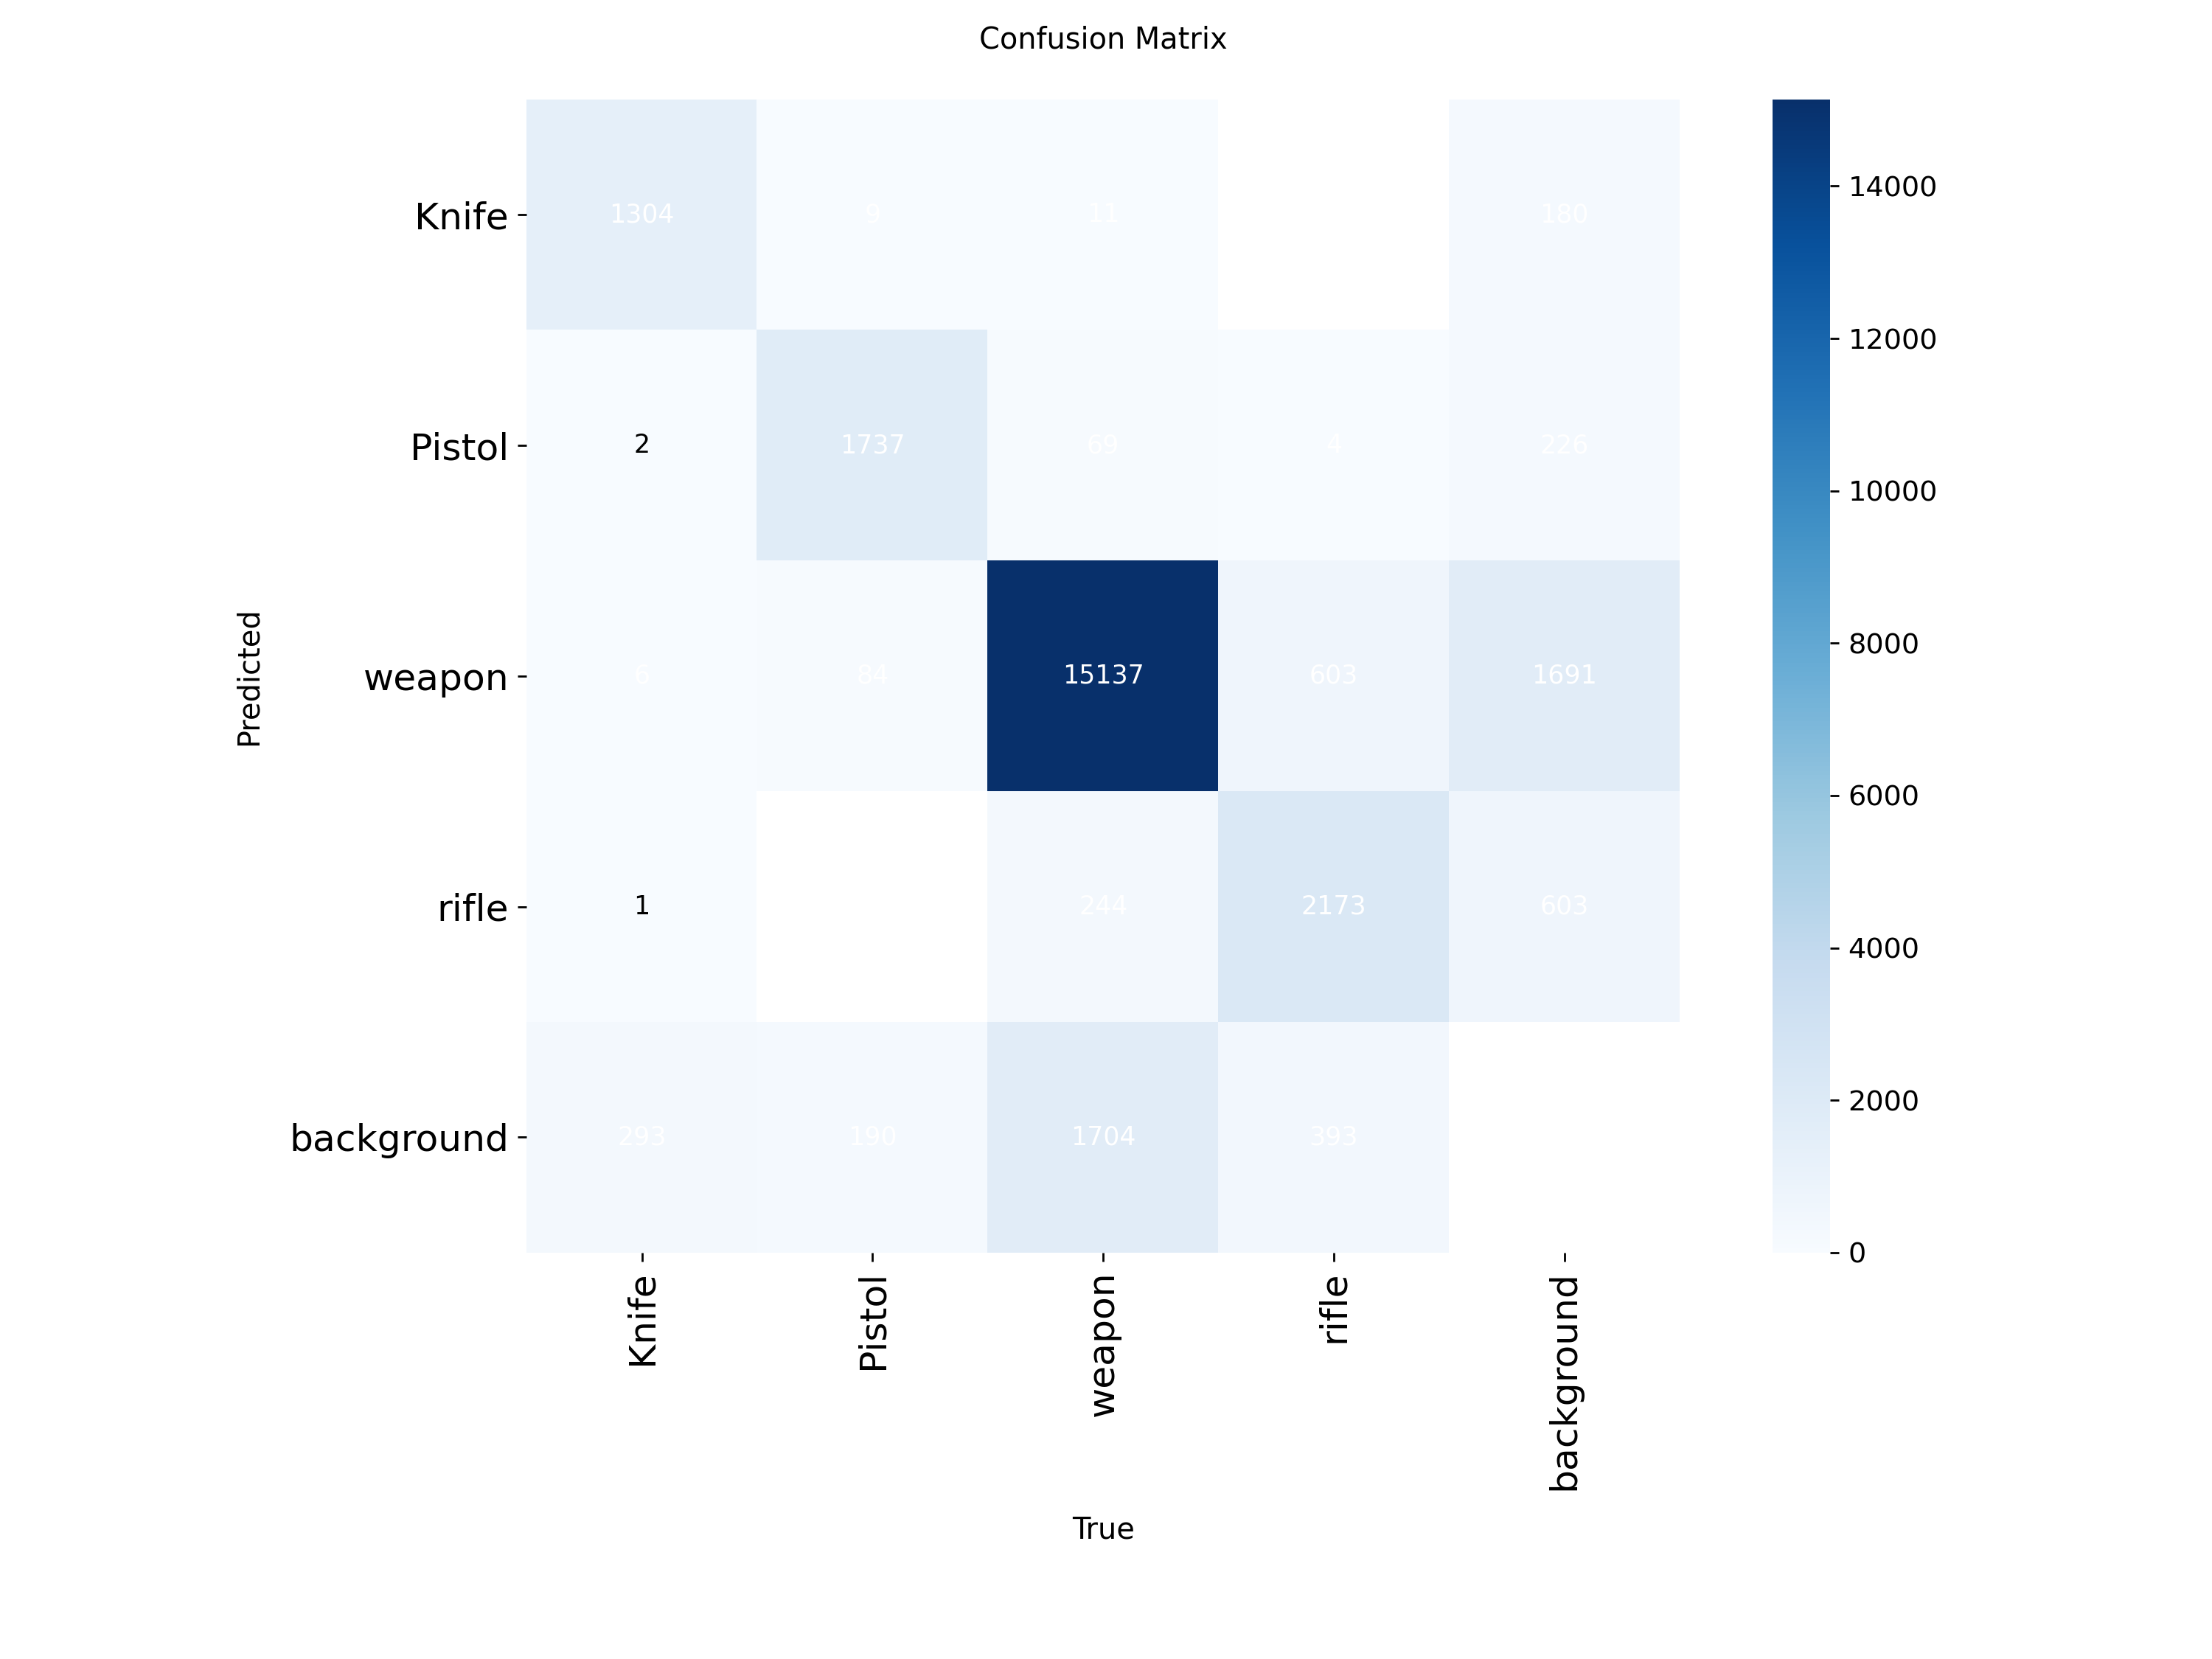 Confusion Matrix
Knife 1304 9 11 180
Pistol 2 1737 69 4 226
weapon 6 84 15137 603 1691
rifle 1 244 2173 603
background 293 190 1704 393
Predicted
Knife Pistol weapon rifle background
True
14000
12000
10000
8000
6000
4000
2000
0